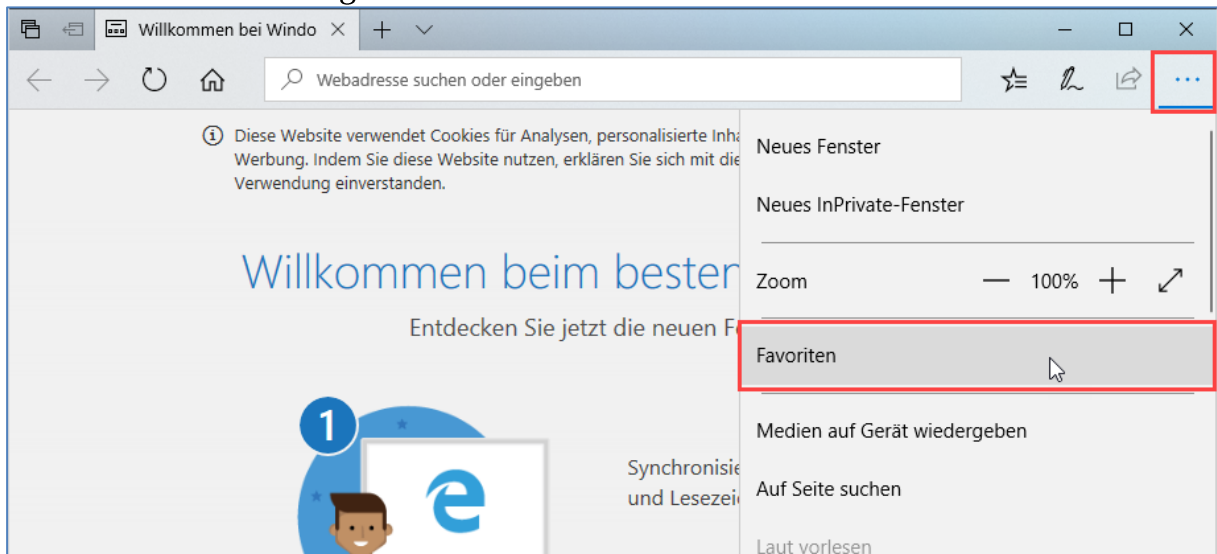 Willkommen bei Windo
Webadresse suchen oder eingeben
Diese Website verwendet Cookies für Analysen, personalisierte Inha
Werbung. Indem Sie diese Website nutzen, erklären Sie sich mit die
Verwendung einverstanden.
Willkommen beim besten
Entdecken Sie jetzt die neuen F
1
Synchronisie
und Lesezei
Neues Fenster
Neues InPrivate-Fenster
Zoom
100%
Favoriten
Medien auf Gerät wiedergeben
Auf Seite suchen
Laut vorlesen